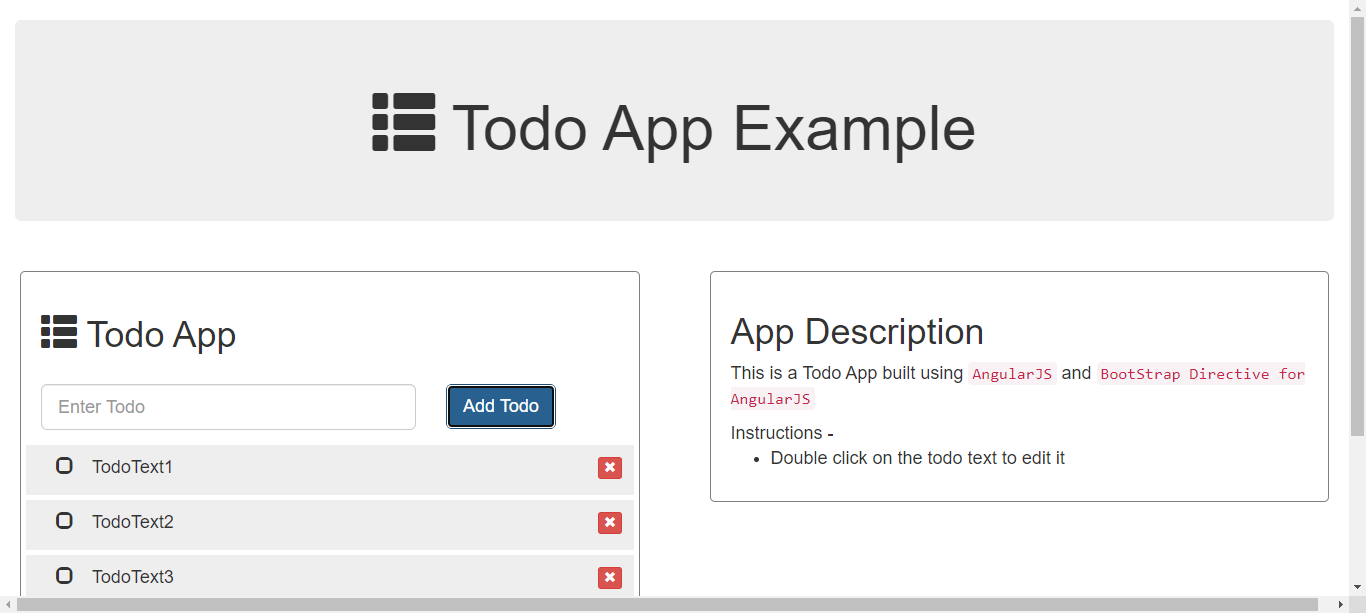 Todo App Example
Todo App
Enter Todo
Add Todo
TodoText1
TodoText2
TodoText3
App Description
This is a Todo App built using AngularJS and BootStrap Directive for
AngularJS
Instructions -
Double click on the todo text to edit it